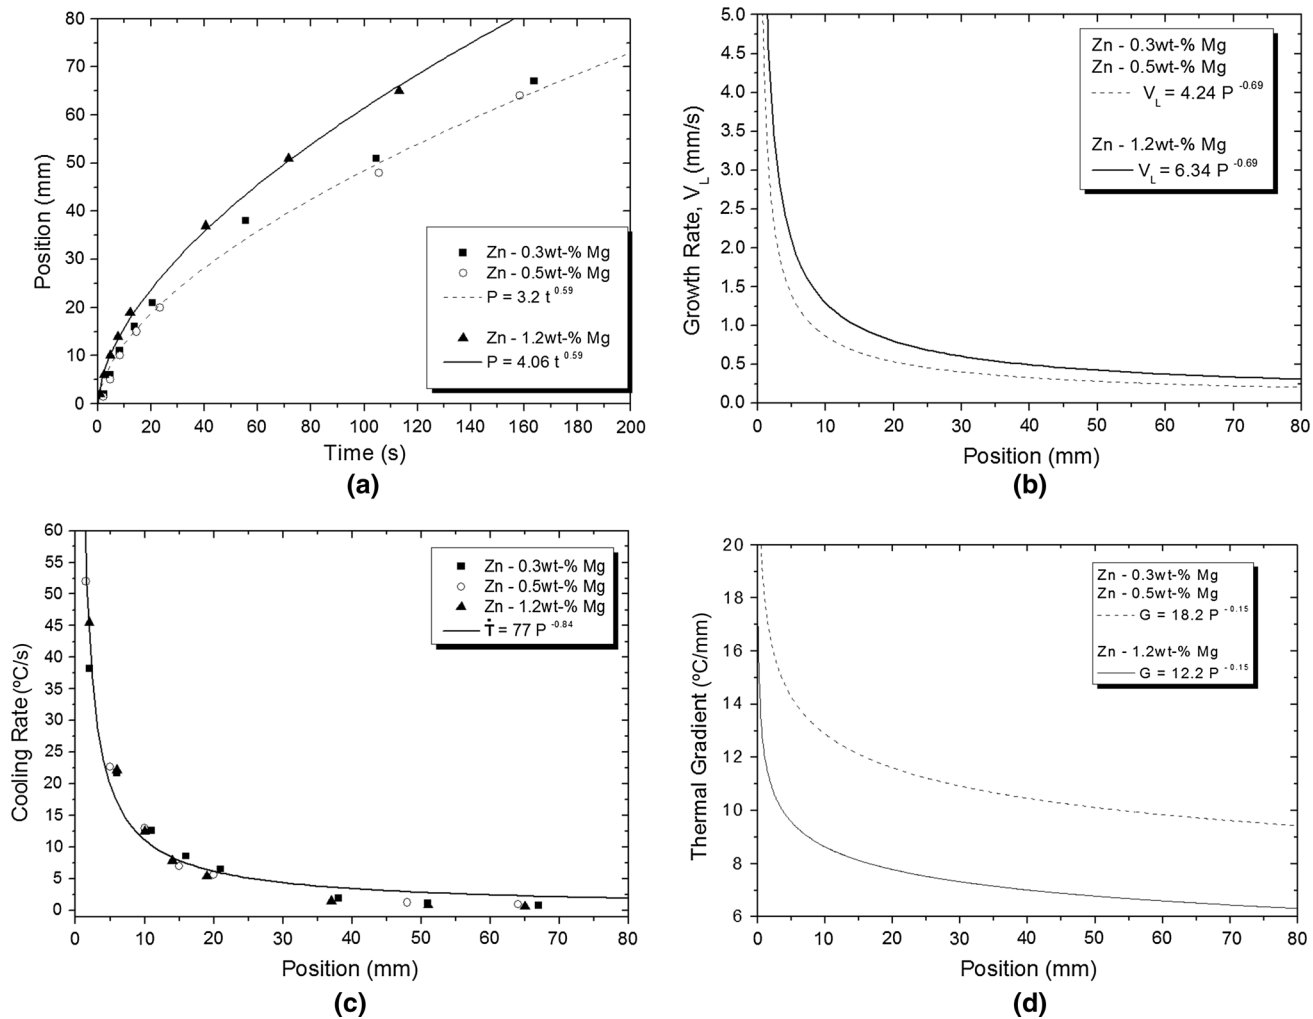 (a)
80
70
60
50
40
30
20
10
0
Position (mm)
Zn - 0.3wt-% Mg
Zn - 0.5wt-% Mg
P = 3.2 t 0.59
Zn - 1.2wt-% Mg
P = 4.06 t 0.59
0 20 40 60 80 100 120 140 160 180 200
Time (s)
(a)
5.0
4.5
4.0
3.5
3.0
2.5
2.0
1.5
1.0
0.5
0.0
Growth Rate, VL (mm/s)
Zn - 0.3wt-% Mg
Zn - 0.5wt-% Mg
VL = 4.24 P -0.69
Zn - 1.2wt-% Mg
VL = 6.34 P -0.69
0 10 20 30 40 50 60 70 80
Position (mm)
(b)
60
55
50
45
40
35
30
25
20
15
10
5
0
Cooling Rate (ºC/s)
Zn - 0.3wt-% Mg
Zn - 0.5wt-% Mg
Zn - 1.2wt-% Mg
Ṫ = 77 P -0.84
0 10 20 30 40 50 60 70 80
Position (mm)
(c)
20
18
16
14
12
10
8
6
Thermal Gradient (ºC/mm)
Zn - 0.3wt-% Mg
Zn - 0.5wt-% Mg
G = 18.2 P -0.15
Zn - 1.2wt-% Mg
G = 12.2 P -0.15
0 10 20 30 40 50 60 70 80
Position (mm)
(d)